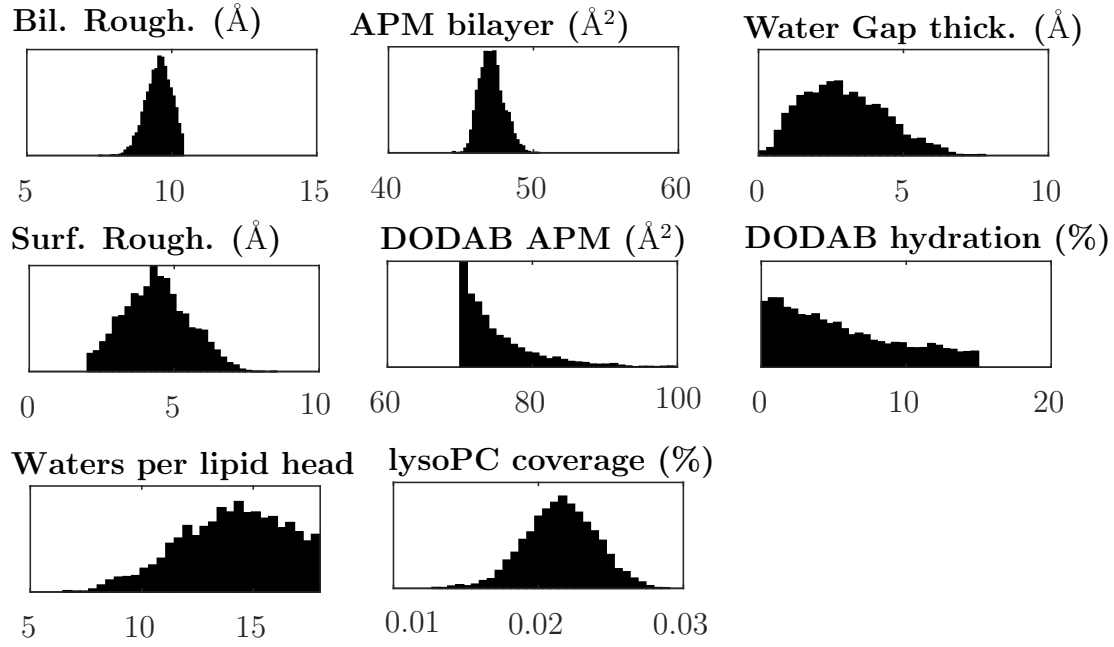 Bil. Rough. (Å)
APM bilayer (Å²)
Water Gap thick. (Å)
5 10 15
40 50 60
0 5 10
Surf. Rough. (Å)
DODAB APM (Å²)
DODAB hydration (%)
0 5 10
60 80 100
0 10 20
Waters per lipid head
lysoPC coverage (%)
5 10 15
0.01 0.02 0.03